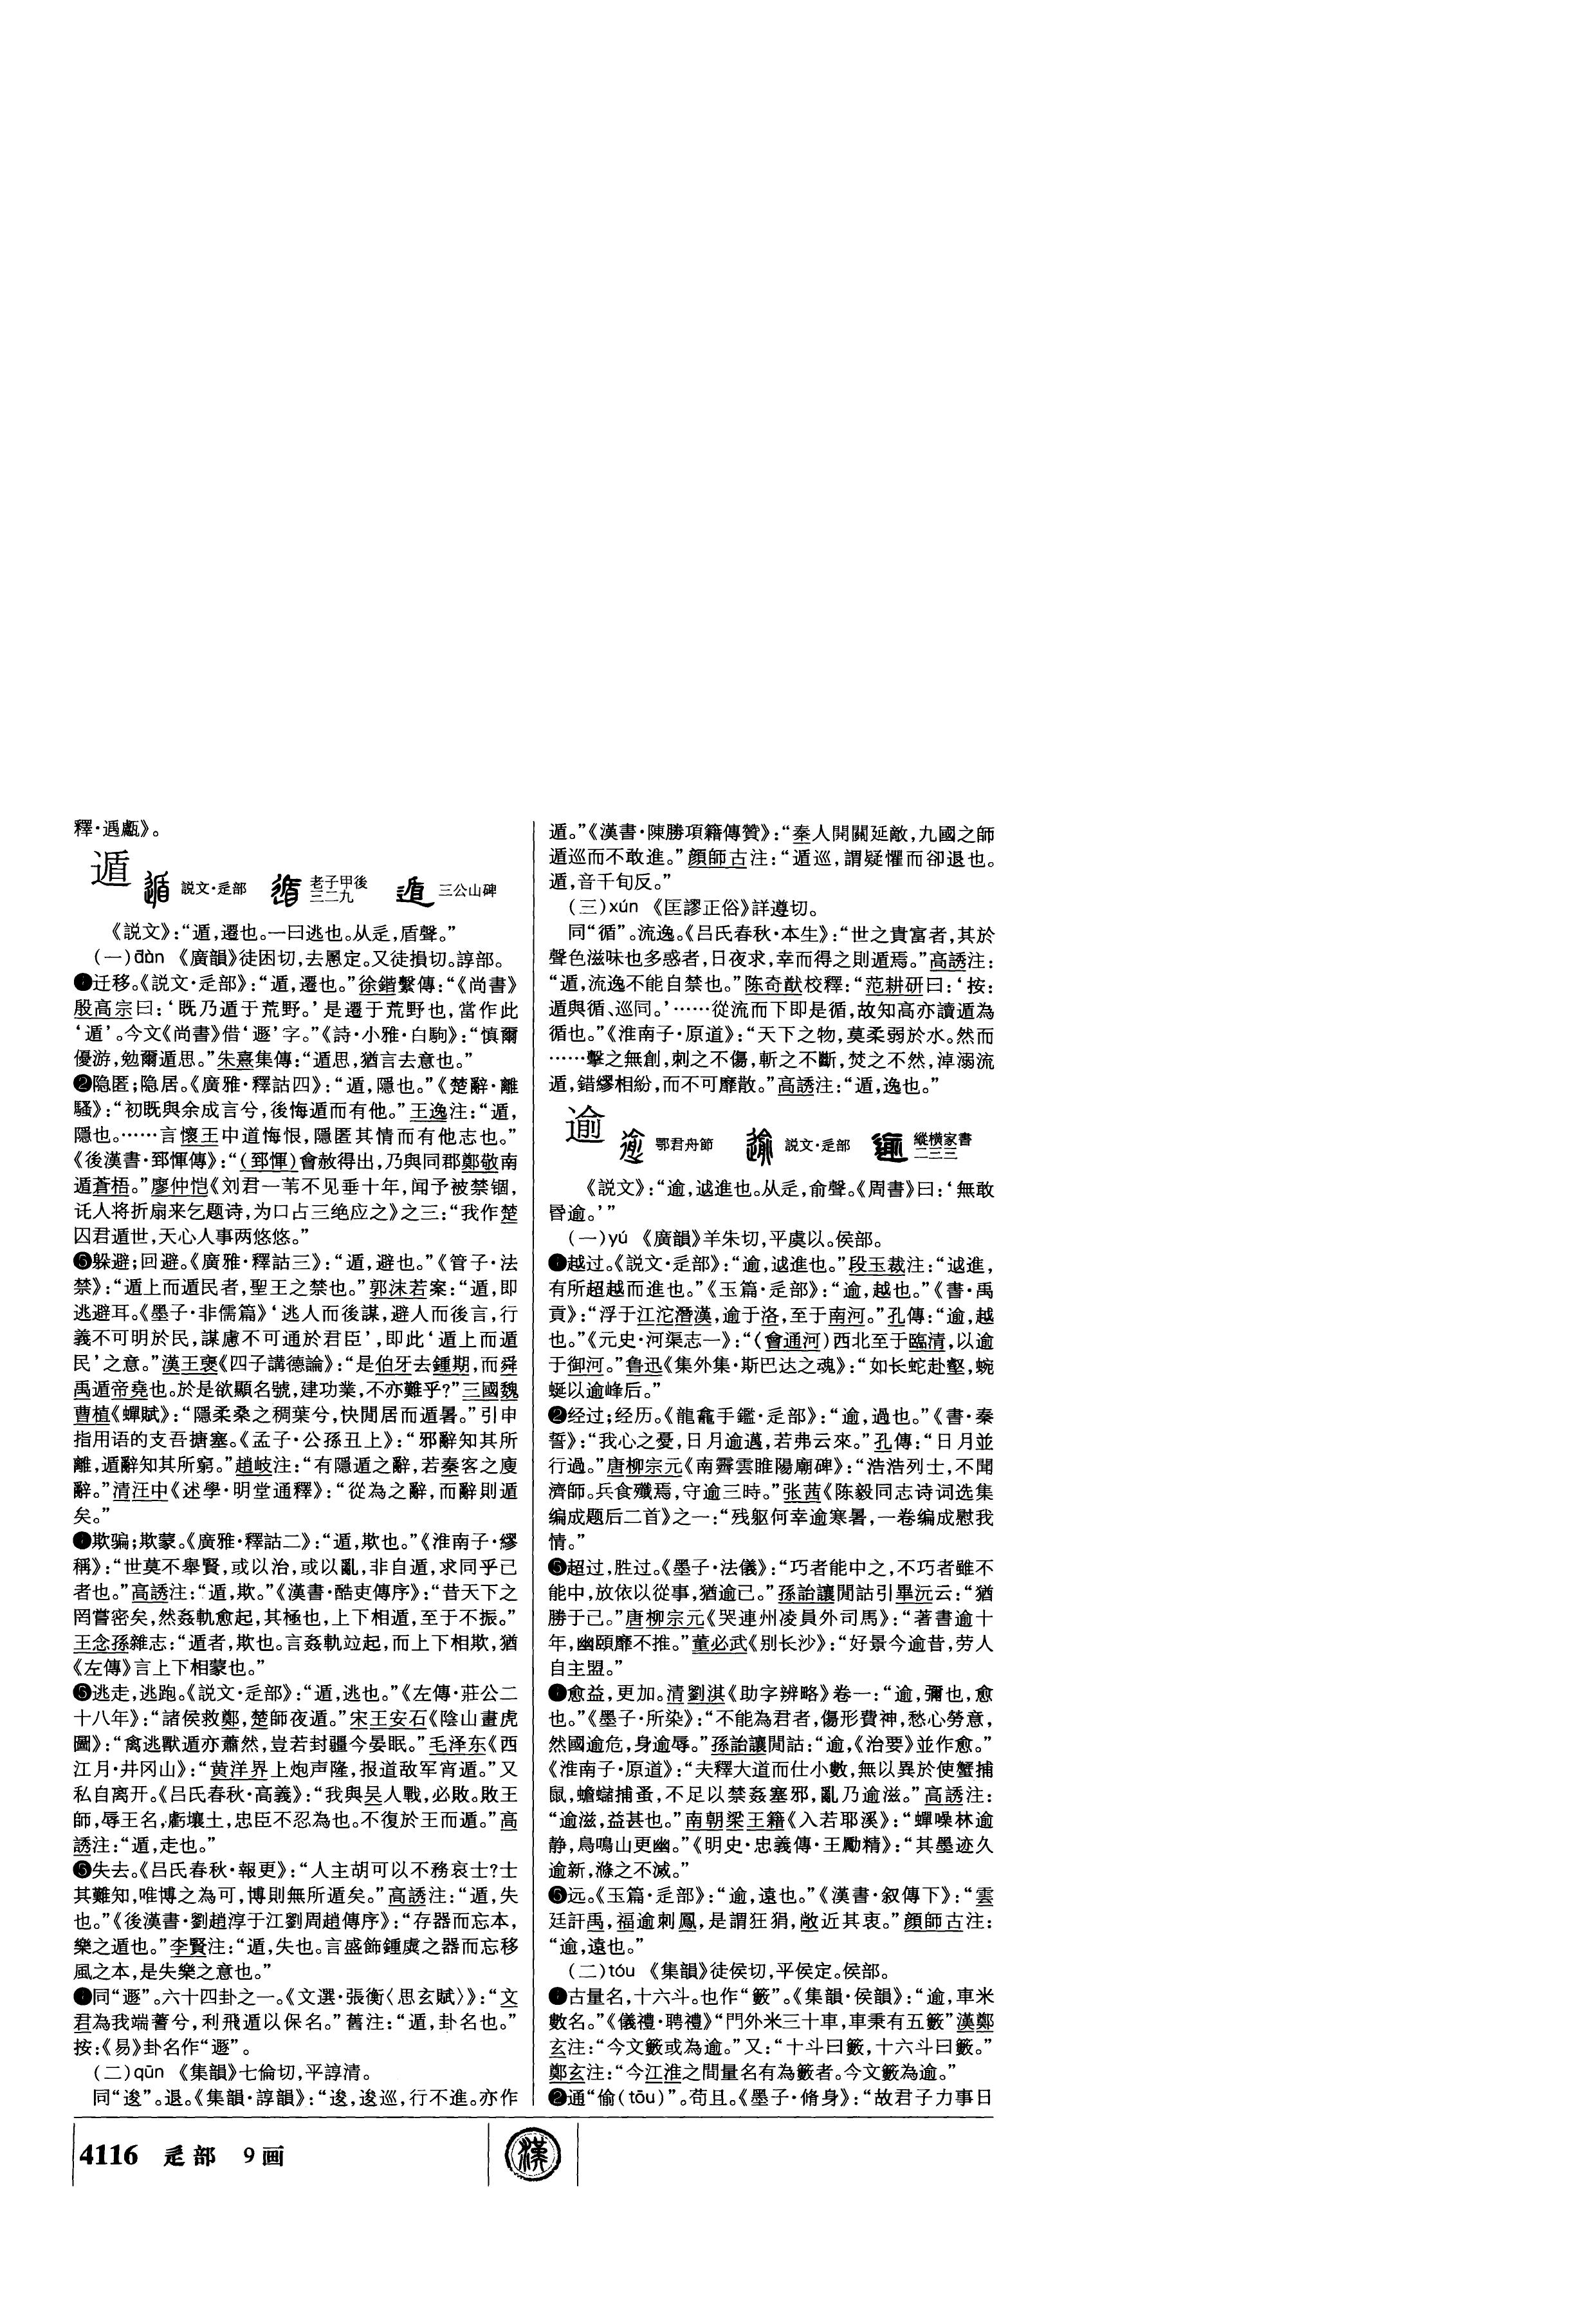 釋·遇甗》。
遁
説文·辵部
老子甲後三二九
三公山碑
《説文》：“遁，遷也。一曰逃也。从辵，盾聲。”
(一)dùn 《廣韻》徒困切，去慁定。又徒損切。諄部。
❶迁移。《説文·辵部》：“遁，遷也。”徐鍇繫傳：“《尚書》
殷高宗曰：‘既乃遁于荒野。’是遷于荒野也，當作此
‘遁’。今文《尚書》借‘遯’字。”《詩·小雅·白駒》：“慎爾
優游，勉爾遁思。”朱熹集傳：“遁思，猶言去意也。”
❷隐匿；隐居。《廣雅·釋詁四》：“遁，隱也。”《楚辭·離
騷》：“初既與余成言兮，後悔遁而有他。”王逸注：“遁，
隱也。……言懷王中道悔恨，隱匿其情而有他志也。”
《後漢書·郅惲傳》：“(郅惲)會赦得出，乃與同郡鄭敬南
遁蒼梧。”廖仲恺《刘君一苇不见垂十年，闻予被禁锢，
讬人将折扇来乞题诗，为口占三绝应之》之三：“我作楚
囚君遁世，天心人事两悠悠。”
❸躲避；回避。《廣雅·釋詁三》：“遁，避也。”《管子·法
禁》：“遁上而遁民者，聖王之禁也。”郭沫若案：“遁，即
逃避耳。《墨子·非儒篇》‘逃人而後謀，避人而後言，行
義不可明於民，謀慮不可通於君臣’，即此‘遁上而遁
民’之意。”漢王襃《四子講德論》：“是伯牙去鍾期，而舜
禹遁帝堯也。於是欲顯名號，建功業，不亦難乎？”三國魏
曹植《蟬賦》：“隱柔桑之稠葉兮，快閒居而遁暑。”引申
指用语的支吾搪塞。《孟子·公孫丑上》：“邪辭知其所
離，遁辭知其所窮。”趙岐注：“有隱遁之辭，若秦客之廋
辭。”清汪中《述學·明堂通釋》：“從為之辭，而辭則遁
矣。”
❹欺骗；欺蒙。《廣雅·釋詁二》：“遁，欺也。”《淮南子·繆
稱》：“世莫不舉賢，或以治，或以亂，非自遁，求同乎己
者也。”高誘注：“遁，欺。”《漢書·酷吏傳序》：“昔天下之
罔嘗密矣，然姦軌愈起，其極也，上下相遁，至于不振。”
王念孫雜志：“遁者，欺也。言姦軌竝起，而上下相欺，猶
《左傳》言上下相蒙也。”
❺逃走，逃跑。《説文·辵部》：“遁，逃也。”《左傳·莊公二
十八年》：“諸侯救鄭，楚師夜遁。”宋王安石《陰山畫虎
圖》：“禽逃獸遁亦蕭然，豈若封疆今晏眠。”毛泽东《西
江月·井冈山》：“黄洋界上炮声隆，报道敌军宵遁。”又
私自离开。《吕氏春秋·高義》：“我與吴人戰，必敗。敗王
師，辱王名，虧壤土，忠臣不忍為也。不復於王而遁。”高
誘注：“遁，走也。”
❻失去。《吕氏春秋·報更》：“人主胡可以不務哀士？士
其難知，唯博之為可，博則無所遁矣。”高誘注：“遁，失
也。”《後漢書·劉趙淳于江劉周趙傳序》：“存器而忘本，
樂之遁也。”李賢注：“遁，失也。言盛飾鍾虡之器而忘移
風之本，是失樂之意也。”
❼同“遯”。六十四卦之一。《文選·張衡〈思玄賦〉》：“文
君為我端蓍兮，利飛遁以保名。”舊注：“遁，卦名也。”
按：《易》卦名作“遯”。
(二)qūn 《集韻》七倫切，平諄清。
同“逡”。退。《集韻·諄韻》：“逡，逡巡，行不進。亦作
遁。”《漢書·陳勝項籍傳贊》：“秦人開關延敵，九國之師
遁巡而不敢進。”顔師古注：“遁巡，謂疑懼而卻退也。
遁，音千旬反。”
(三)xún 《匡謬正俗》詳遵切。
同“循”。流逸。《吕氏春秋·本生》：“世之貴富者，其於
聲色滋味也多惑者，日夜求，幸而得之則遁焉。”高誘注：
“遁，流逸不能自禁也。”陈奇猷校釋：“范耕研曰：‘按：
遁與循、巡同。’……從流而下即是循，故知高亦讀遁為
循也。”《淮南子·原道》：“天下之物，莫柔弱於水。然而
……擊之無創，刺之不傷，斬之不斷，焚之不然，淖溺流
遁，錯繆相紛，而不可靡散。”高誘注：“遁，逸也。”
逾
鄂君舟節
説文·辵部
縱横家書二三三
《説文》：“逾，𨒋進也。从辵，俞聲。《周書》曰：‘無敢
昬逾。’”
(一)yú 《廣韻》羊朱切，平虞以。侯部。
❶越过。《説文·辵部》：“逾，𨒋進也。”段玉裁注：“𨒋進，
有所超越而進也。”《玉篇·辵部》：“逾，越也。”《書·禹
貢》：“浮于江沱潛漢，逾于洛，至于南河。”孔傳：“逾，越
也。”《元史·河渠志一》：“(會通河)西北至于臨清，以逾
于御河。”鲁迅《集外集·斯巴达之魂》：“如长蛇赴壑，蜿
蜒以逾峰后。”
❷经过；经历。《龍龕手鑑·辵部》：“逾，過也。”《書·秦
誓》：“我心之憂，日月逾邁，若弗云來。”孔傳：“日月並
行過。”唐柳宗元《南霽雲睢陽廟碑》：“浩浩列士，不聞
濟師。兵食殲焉，守逾三時。”张茜《陈毅同志诗词选集
编成题后二首》之一：“残躯何幸逾寒暑，一卷编成慰我
情。”
❸超过，胜过。《墨子·法儀》：“巧者能中之，不巧者雖不
能中，放依以從事，猶逾己。”孫詒讓閒詁引畢沅云：“猶
勝于己。”唐柳宗元《哭連州凌員外司馬》：“著書逾十
年，幽頤靡不推。”董必武《别长沙》：“好景今逾昔，劳人
自主盟。”
❹愈益，更加。清劉淇《助字辨略》卷一：“逾，彌也，愈
也。”《墨子·所染》：“不能為君者，傷形費神，愁心勞意，
然國逾危，身逾辱。”孫詒讓閒詁：“逾，《治要》並作愈。”
《淮南子·原道》：“夫釋大道而任小數，無以異於使蟹捕
鼠，蟾蠩捕蚤，不足以禁姦塞邪，亂乃逾滋。”高誘注：
“逾滋，益甚也。”南朝梁王籍《入若耶溪》：“蟬噪林逾
静，鳥鳴山更幽。”《明史·忠義傳·王勵精》：“其墨迹久
逾新，滌之不滅。”
❺远。《玉篇·辵部》：“逾，遠也。”《漢書·叙傳下》：“雲
廷訐禹，福逾刺鳳，是謂狂狷，敞近其衷。”顔師古注：
“逾，遠也。”
(二)tóu 《集韻》徒侯切，平侯定。侯部。
❶古量名，十六斗。也作“籔”。《集韻·侯韻》：“逾，車米
數名。”《儀禮·聘禮》“門外米三十車，車秉有五籔”漢鄭
玄注：“今文籔或為逾。”又：“十斗曰籔，十六斗曰籔。”
鄭玄注：“今江淮之間量名有為籔者。今文籔為逾。”
❷通“偷(tōu)”。苟且。《墨子·脩身》：“故君子力事日
4116 辵部 9画
漢